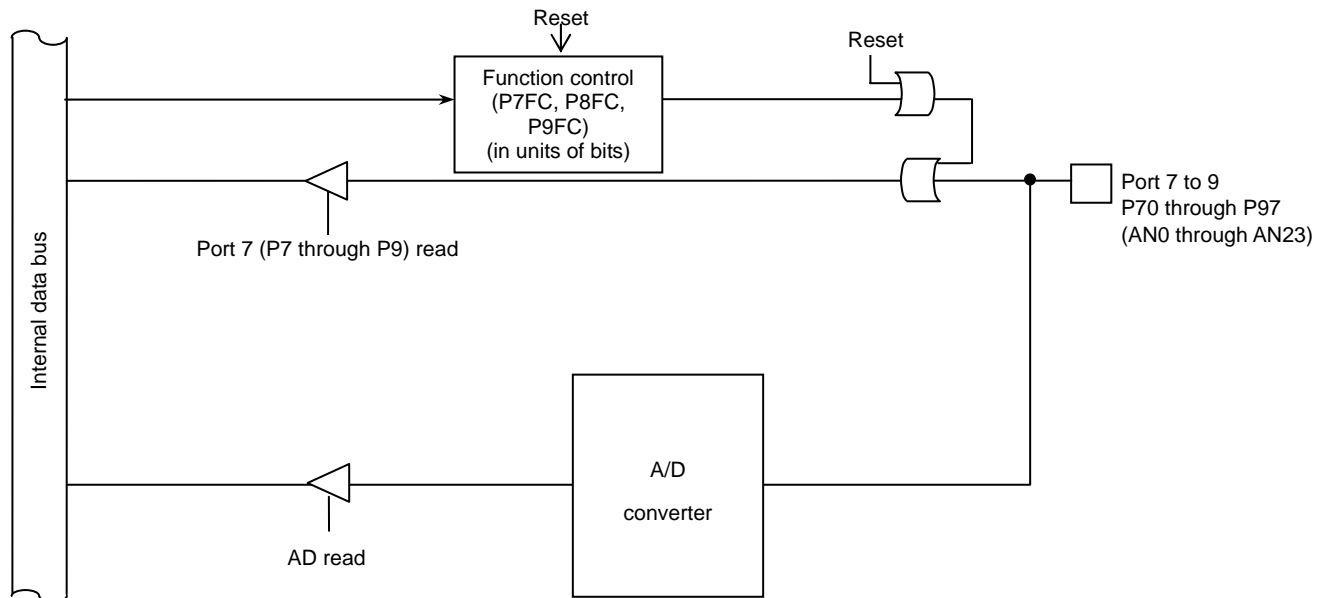 Reset
Reset
Function control
(P7FC, P8FC,
P9FC)
(in units of bits)
Port 7 to 9
P70 through P97
(AN0 through AN23)
Port 7 (P7 through P9) read
Internal data bus
A/D
converter
AD read